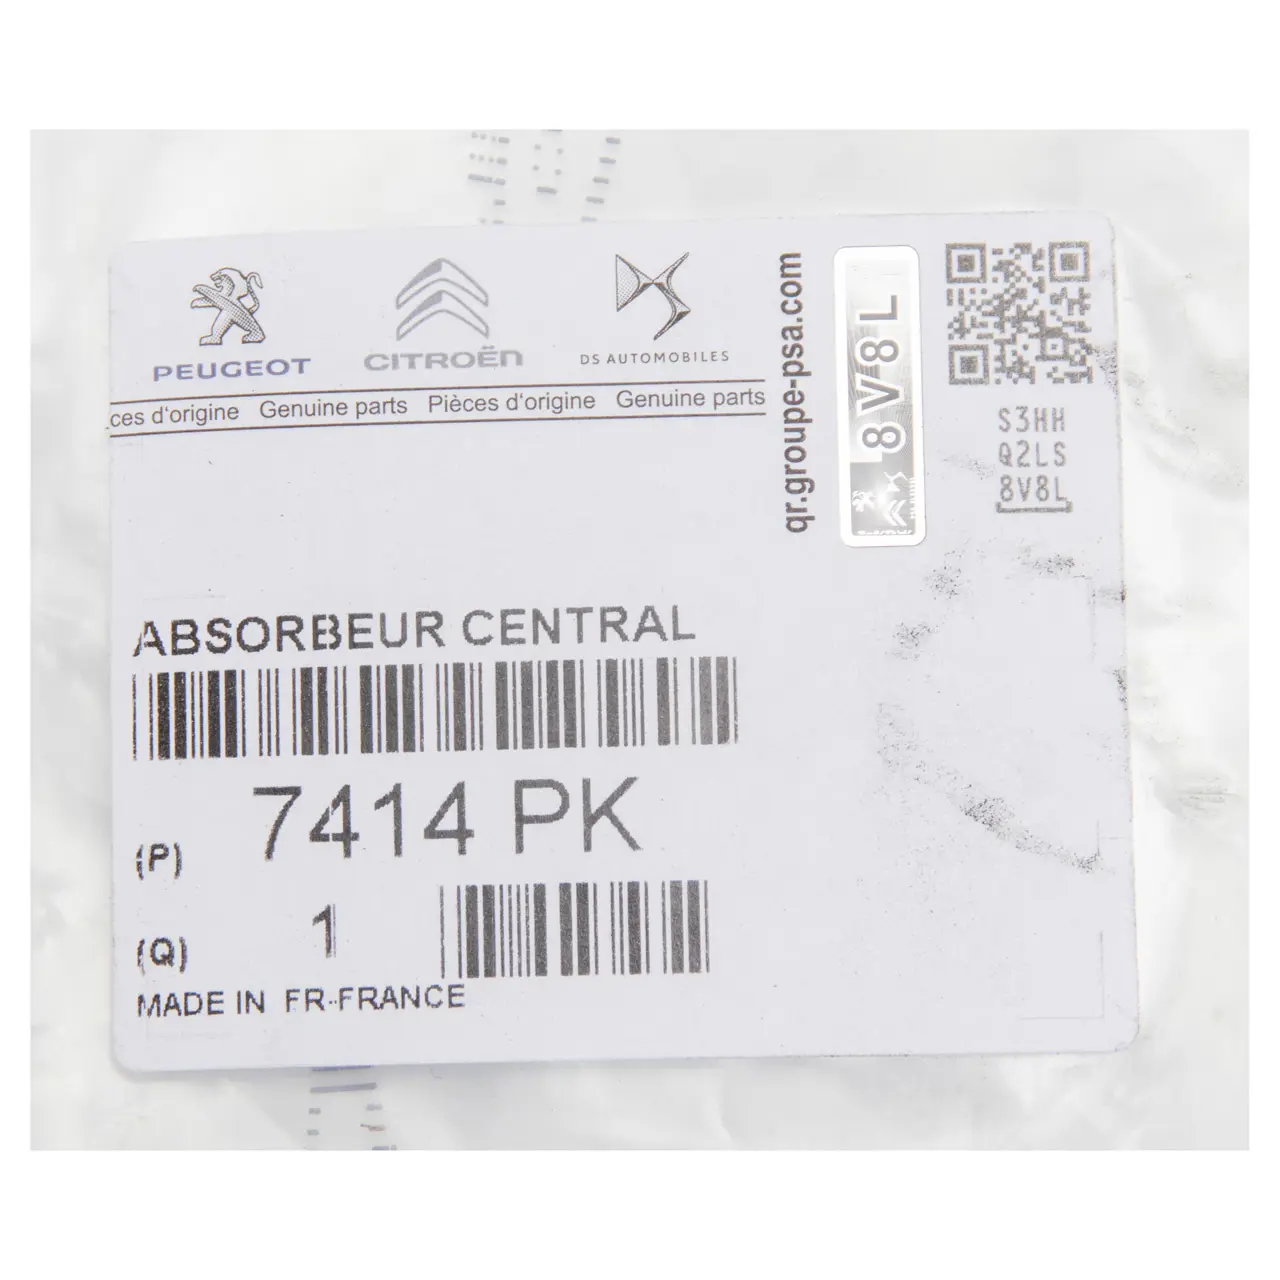 PEUGEOT
CITROËN
DS AUTOMOBILES
ces d'origine Genuine parts Pièces d'origine Genuine parts
qr.groupe-psa.com
8V8L
S3HH
Q2LS
8V8L
ABSORBEUR CENTRAL
(P) 7414 PK
(Q) 1
MADE IN FR-FRANCE